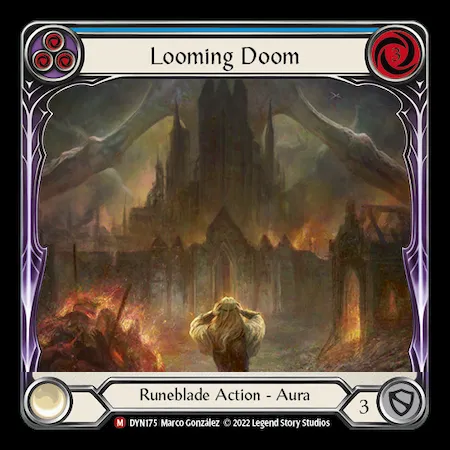 Looming Doom
3
Runeblade Action - Aura
3
M DYN175 Marco González © 2022 Legend Story Studios